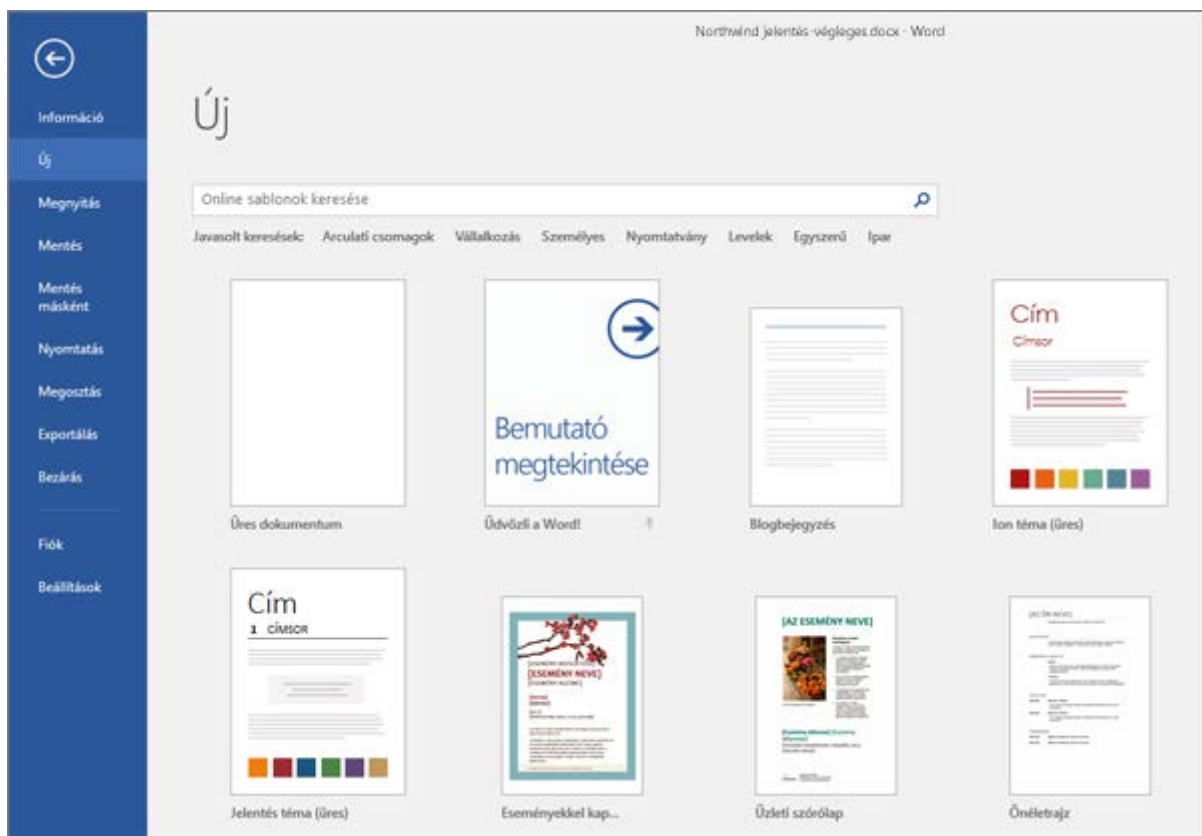 Northwind jelentés-végleges.docx - Word
Információ
Új
Megnyitás
Mentés
Mentés
másként
Nyomtatás
Megosztás
Exportálás
Bezárás
Fiók
Beállítások
Új
Online sablonok keresése
Javasolt keresések: Arculati csomagok Vállalkozás Személyes Nyomtatvány Levelek Egyszerű Ipar
Bemutató
megtekintése
Cím
Címsor
Üres dokumentum
Üdvözli a Word!
Blogbejegyzés
Ion téma (üres)
Cím
1 CÍMSOR
[ESEMÉNY NEVE]
[AZ ESEMÉNY NEVE]
[AZ ÖN NEVE]
Jelentés téma (üres)
Eseményekkel kap...
Üzleti szórólap
Önéletrajz